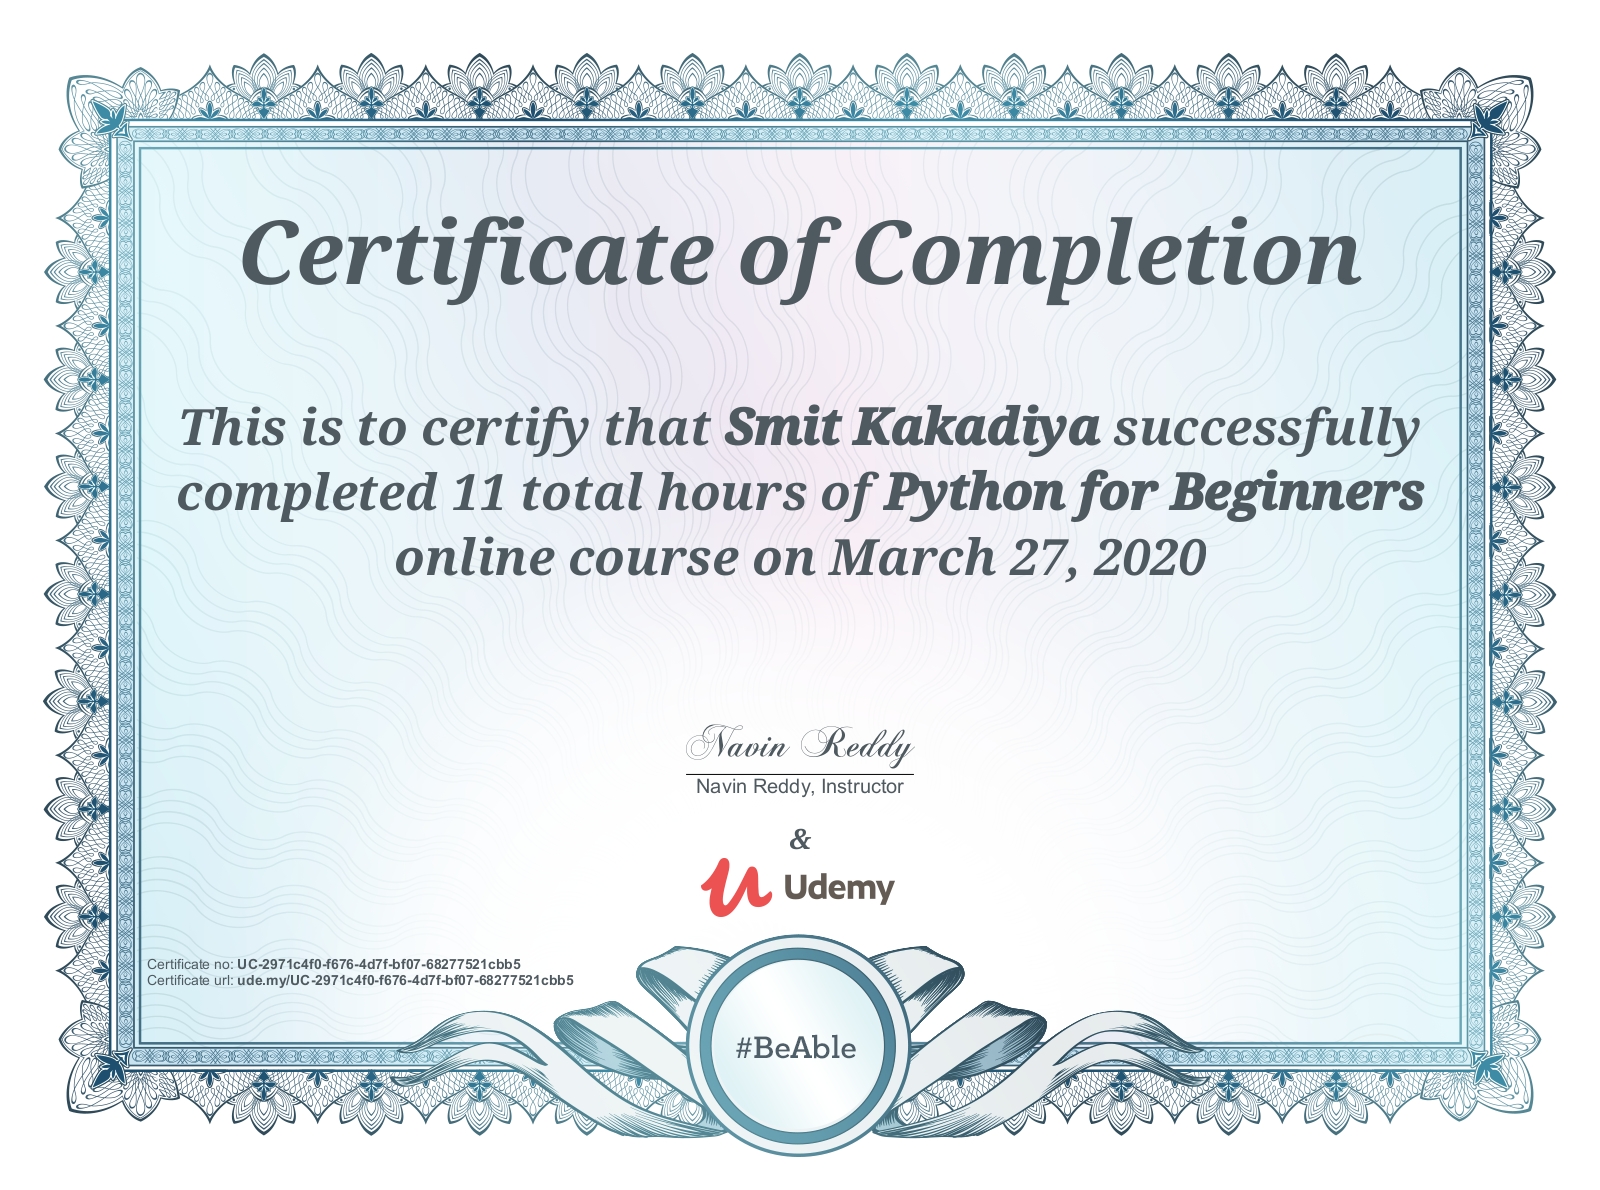 Certificate of Completion
This is to certify that Smit Kakadiya successfully
completed 11 total hours of Python for Beginners
online course on March 27, 2020
Navin Reddy
Navin Reddy, Instructor
&
Udemy
Certificate no: UC-2971c4f0-f676-4d7f-bf07-68277521cbb5
Certificate url: ude.my/UC-2971c4f0-f676-4d7f-bf07-68277521cbb5
#BeAble